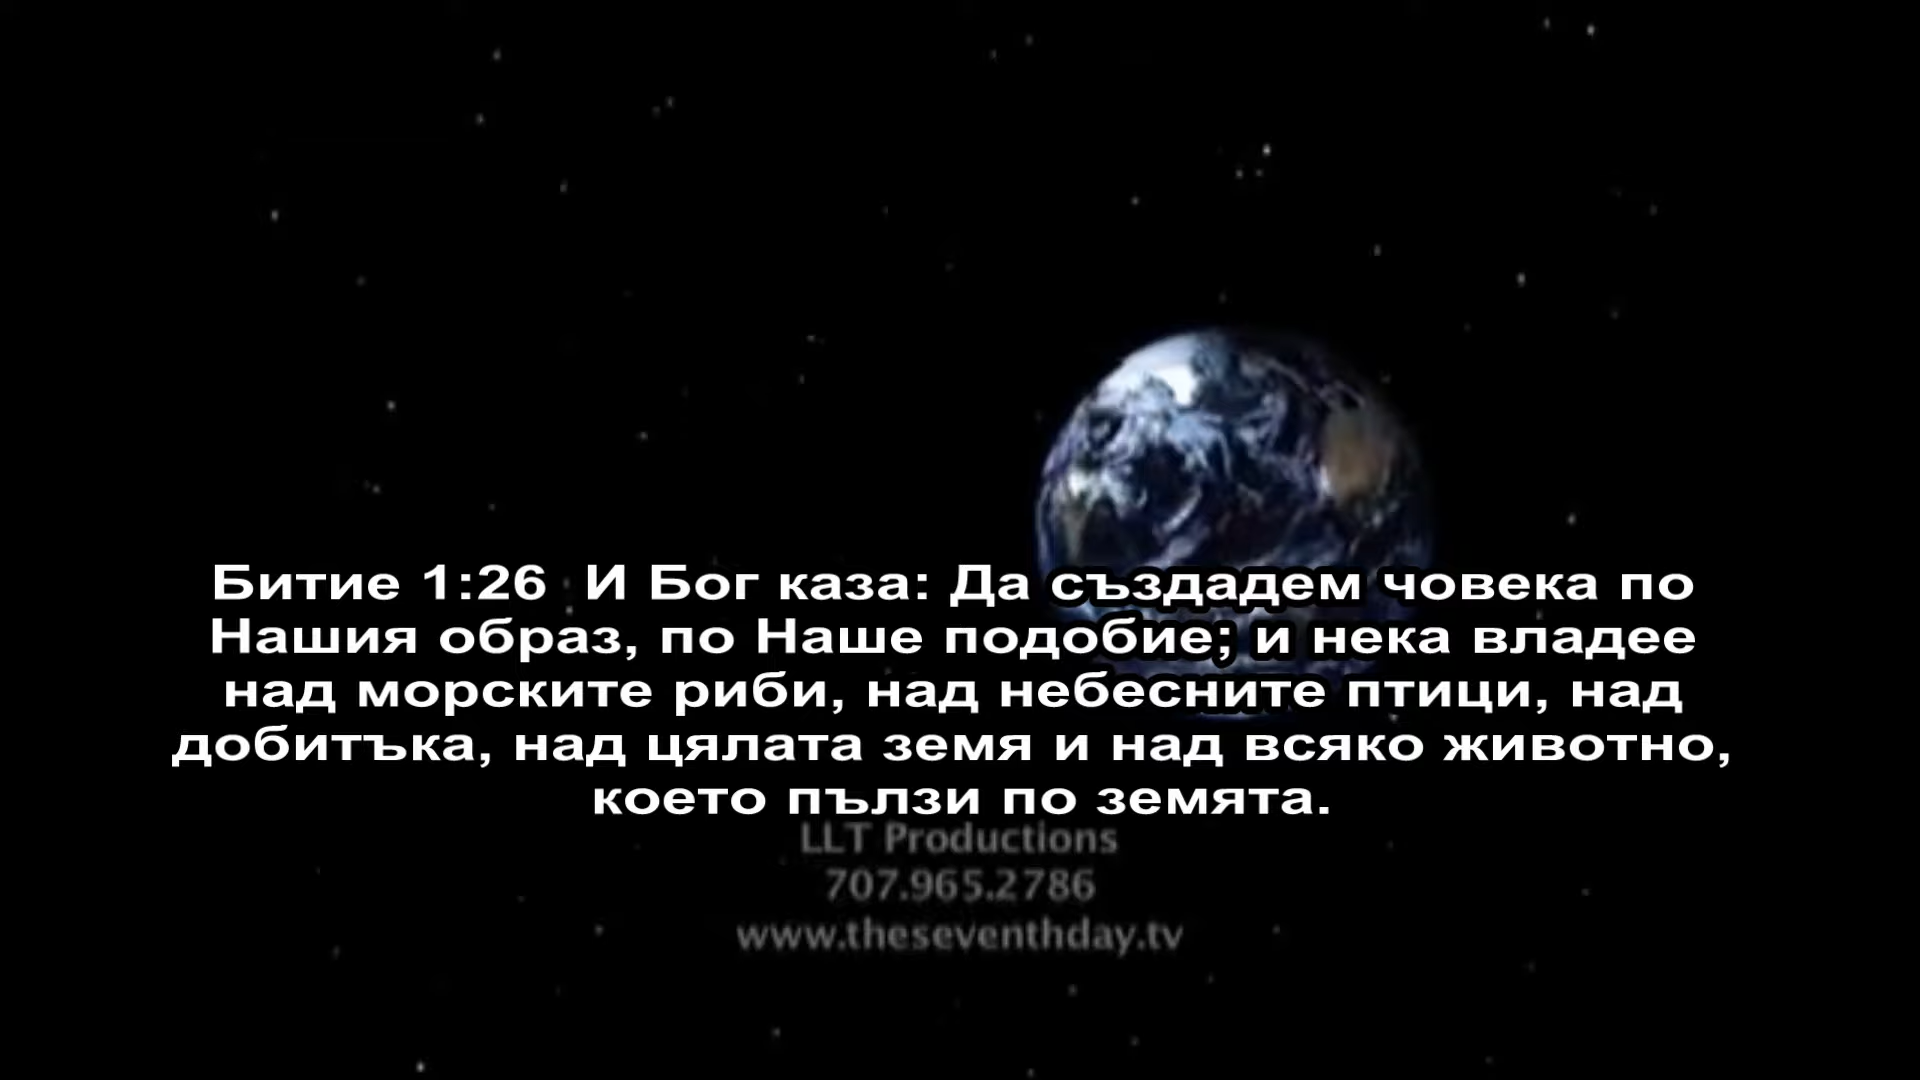 Битие 1:26  И Бог каза: Да създадем човека по
Нашия образ, по Наше подобие; и нека владее
над морските риби, над небесните птици, над
добитъка, над цялата земя и над всяко животно,
което пълзи по земята.
LLT Productions
707.965.2786
www.theseventhday.tv